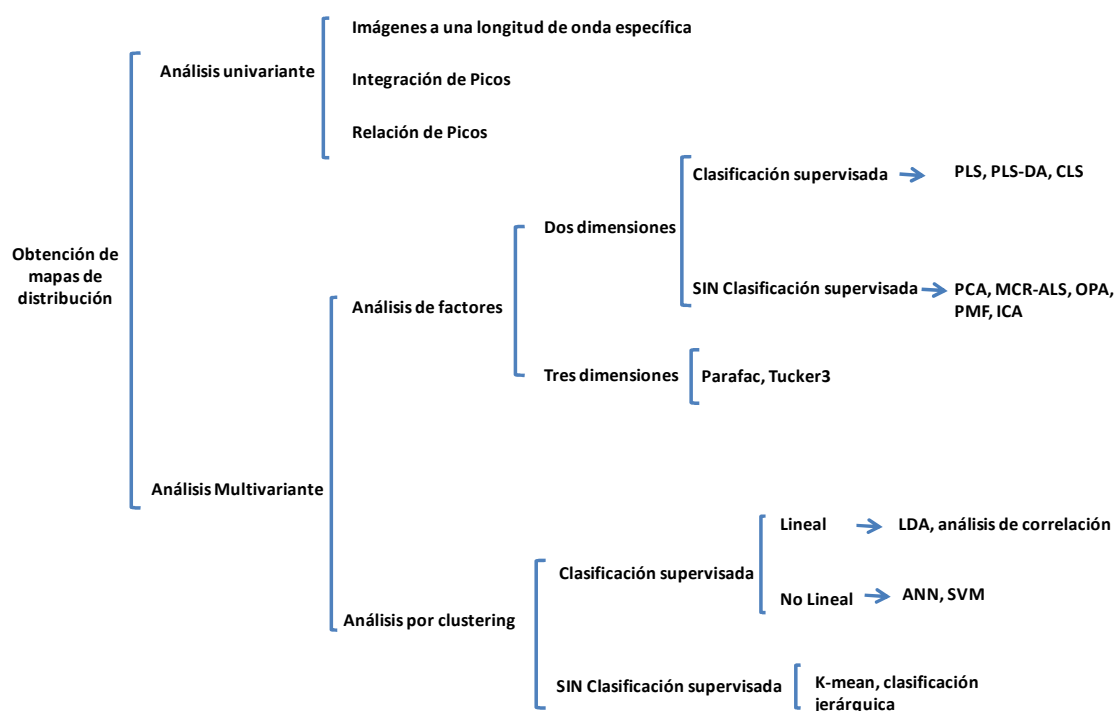 Imágenes a una longitud de onda específica
Análisis univariante
Integración de Picos
Relación de Picos
Clasificación supervisada
PLS, PLS-DA, CLS
Dos dimensiones
Obtención de
mapas de
distribución
SIN Clasificación supervisada
PCA, MCR-ALS, OPA,
PMF, ICA
Análisis de factores
Tres dimensiones
Parafac, Tucker3
Análisis Multivariante
Lineal
LDA, análisis de correlación
Clasificación supervisada
No Lineal
ANN, SVM
Análisis por clustering
SIN Clasificación supervisada
K-mean, clasificación
jerárquica